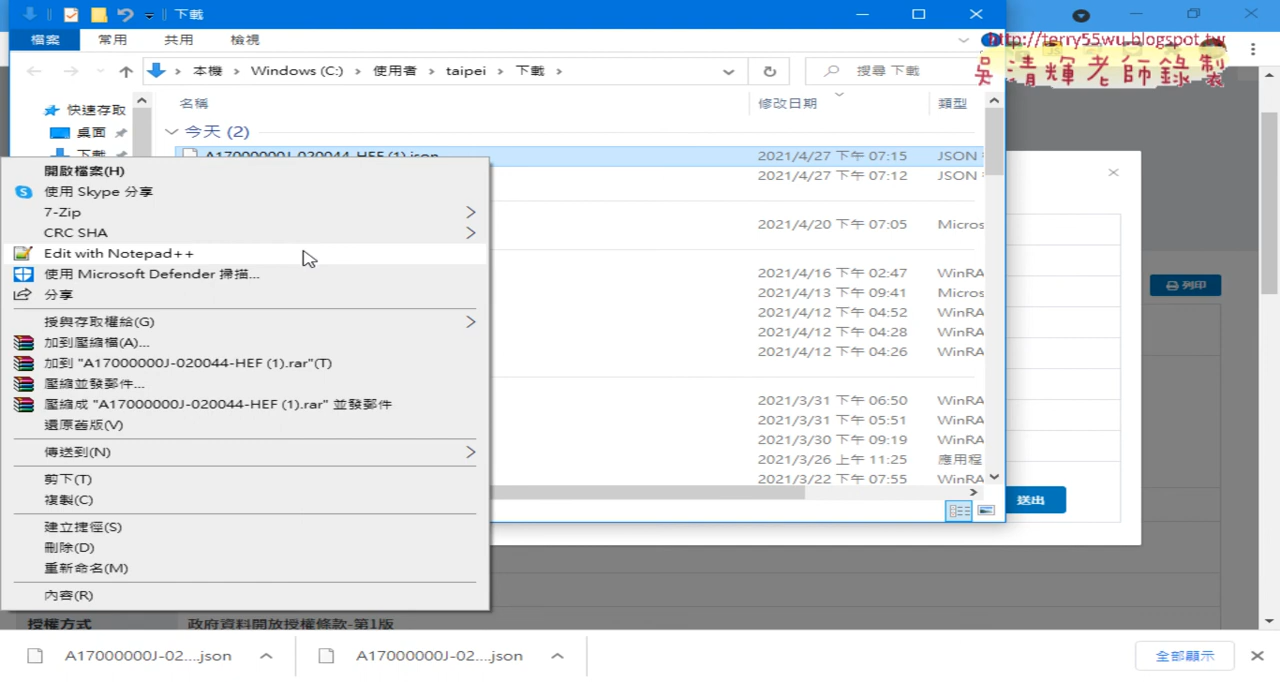 下載
檔案 常用 共用 檢視
http://terry55wu.blogspot.tw
吳清輝老師錄製
本機 Windows (C:) 使用者 taipei 下載
搜尋 下載
快速存取
桌面
下載
名稱 修改日期 類型
今天 (2)
A17000000J-020044-HEF (1).json 2021/4/27 下午 07:15 JSON
2021/4/27 下午 07:12 JSON
2021/4/20 下午 07:05 Micros
2021/4/16 下午 02:47 WinRA
2021/4/13 下午 09:41 Micros
2021/4/12 下午 04:52 WinRA
2021/4/12 下午 04:28 WinRA
2021/4/12 下午 04:26 WinRA
2021/3/31 下午 06:50 WinRA
2021/3/31 下午 05:51 WinRA
2021/3/30 下午 09:19 WinRA
2021/3/26 上午 11:25 應用程
2021/3/22 下午 07:55 WinRA
開啟檔案(H)
使用 Skype 分享
7-Zip
CRC SHA
Edit with Notepad++
使用 Microsoft Defender 掃描...
分享
授與存取權給(G)
加到壓縮檔(A)...
加到 "A17000000J-020044-HEF (1).rar"(T)
壓縮並發郵件...
壓縮成 "A17000000J-020044-HEF (1).rar" 並發郵件
還原舊版(V)
傳送到(N)
剪下(T)
複製(C)
建立捷徑(S)
刪除(D)
重新命名(M)
內容(R)
列印
送出
授權方式 政府資料開放授權條款-第1版
A17000000J-02....json
A17000000J-02....json
全部顯示